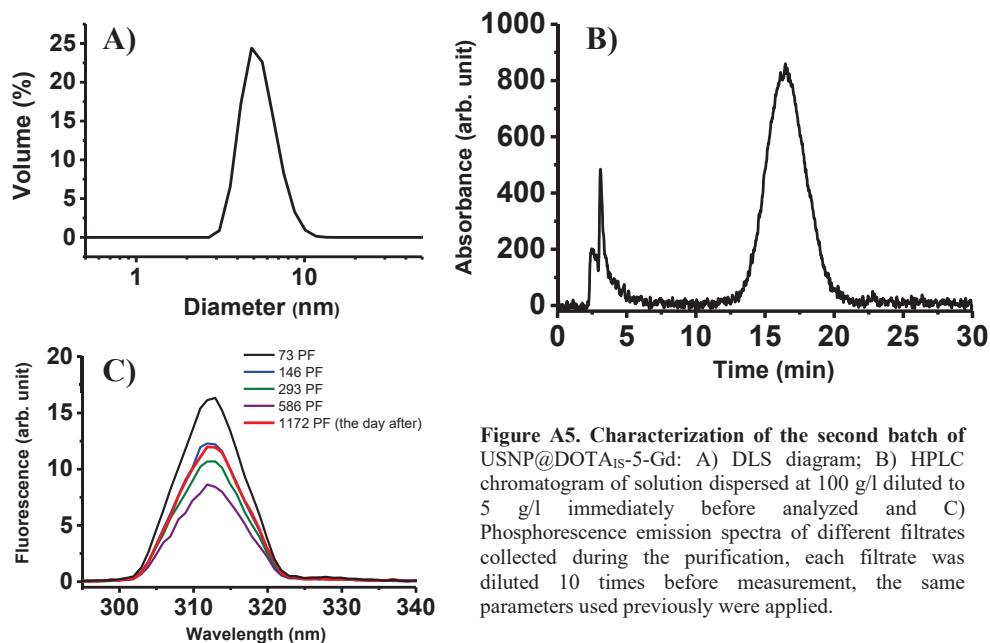 A)
Volume (%)
25
20
15
10
5
0
1
10
Diameter (nm)
B)
Absorbance (arb. unit)
1000
800
600
400
200
0
0 5 10 15 20 25 30
Time (min)
C)
Fluorescence (arb. unit)
20
15
10
5
0
73 PF
146 PF
293 PF
586 PF
1172 PF (the day after)
300 310 320 330 340
Wavelength (nm)
Figure A5. Characterization of the second batch of
USNP@DOTAIS-5-Gd: A) DLS diagram; B) HPLC
chromatogram of solution dispersed at 100 g/l diluted to
5 g/l immediately before analyzed and C)
Phosphorescence emission spectra of different filtrates
collected during the purification, each filtrate was
diluted 10 times before measurement, the same
parameters used previously were applied.